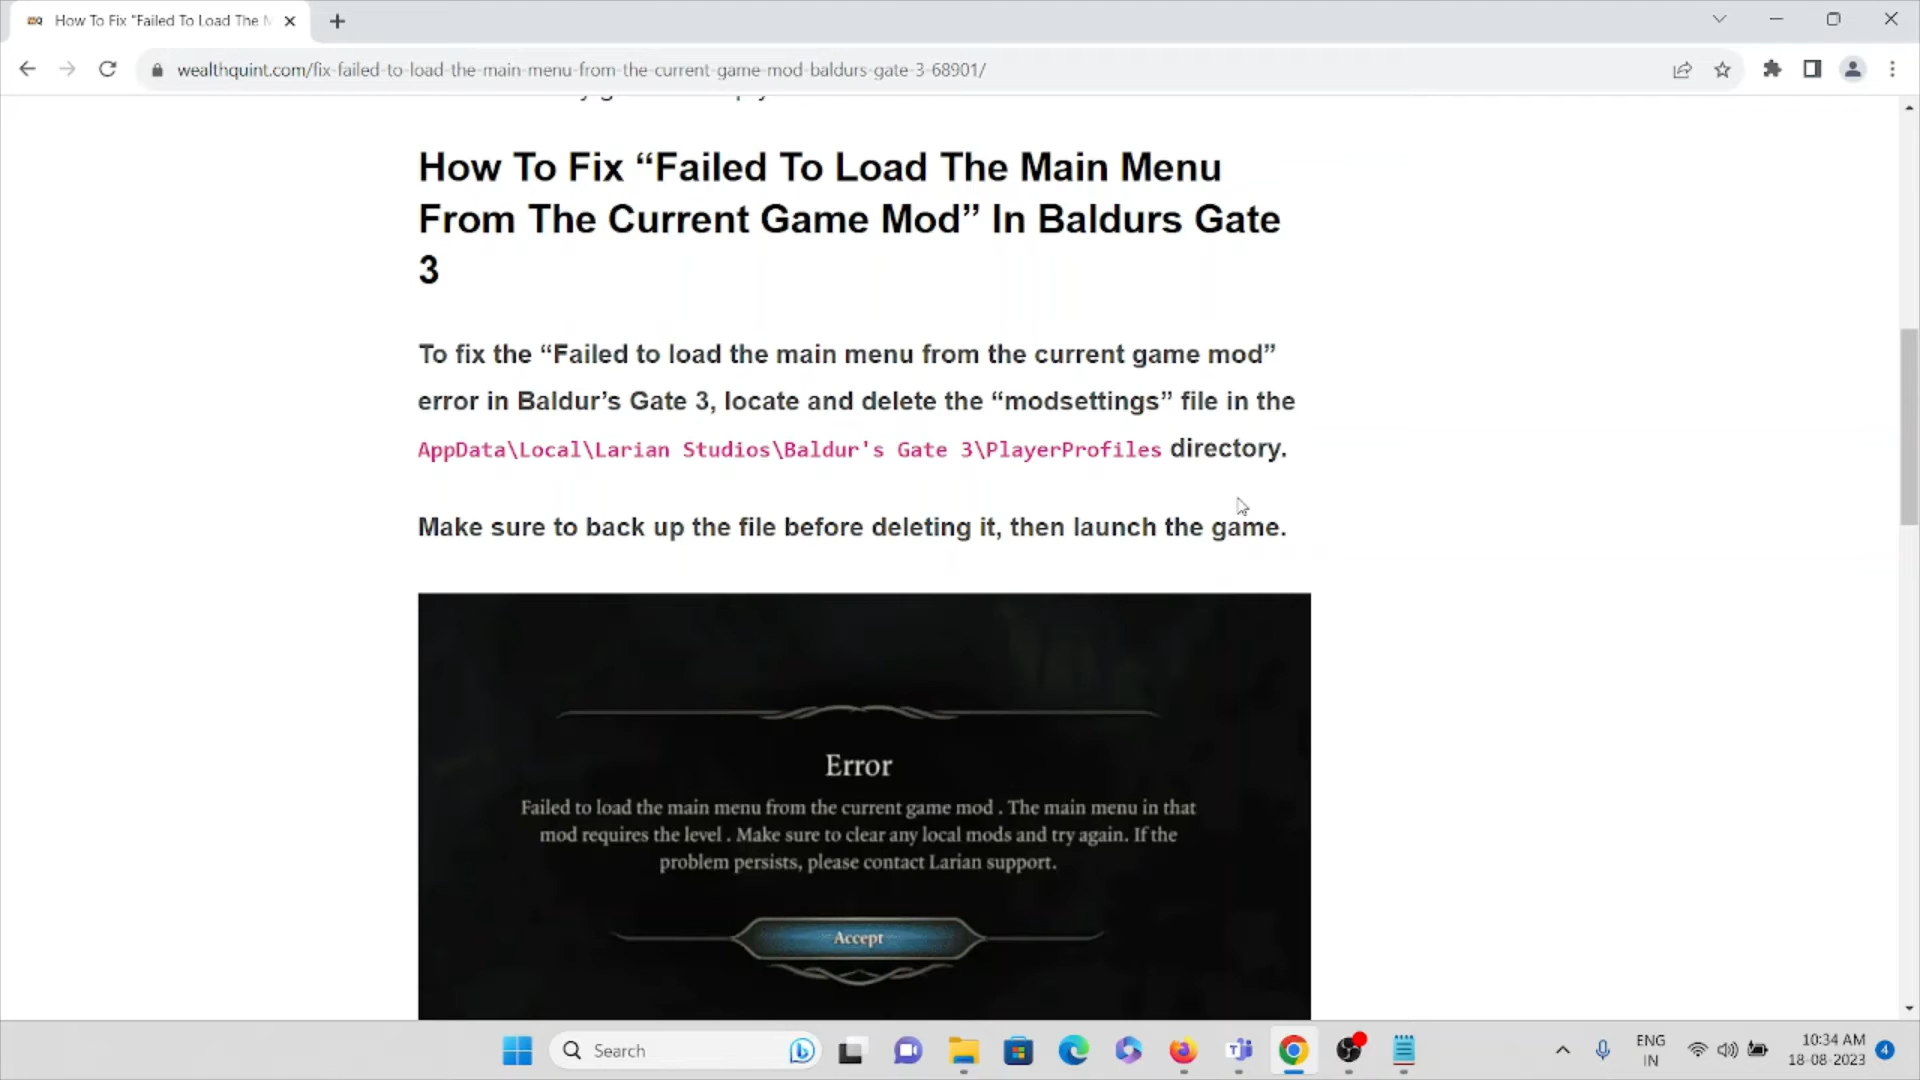 How To Fix "Failed To Load The M
wealthquint.com/fix-failed-to-load-the-main-menu-from-the-current-game-mod-baldurs-gate-3-68901/
How To Fix “Failed To Load The Main Menu
From The Current Game Mod” In Baldurs Gate
3
To fix the “Failed to load the main menu from the current game mod”
error in Baldur’s Gate 3, locate and delete the “modsettings” file in the
AppData\Local\Larian Studios\Baldur's Gate 3\PlayerProfiles directory.
Make sure to back up the file before deleting it, then launch the game.
Error
Failed to load the main menu from the current game mod . The main menu in that
mod requires the level . Make sure to clear any local mods and try again. If the
problem persists, please contact Larian support.
Accept
Search
ENG
IN
10:34 AM
18-08-2023
4